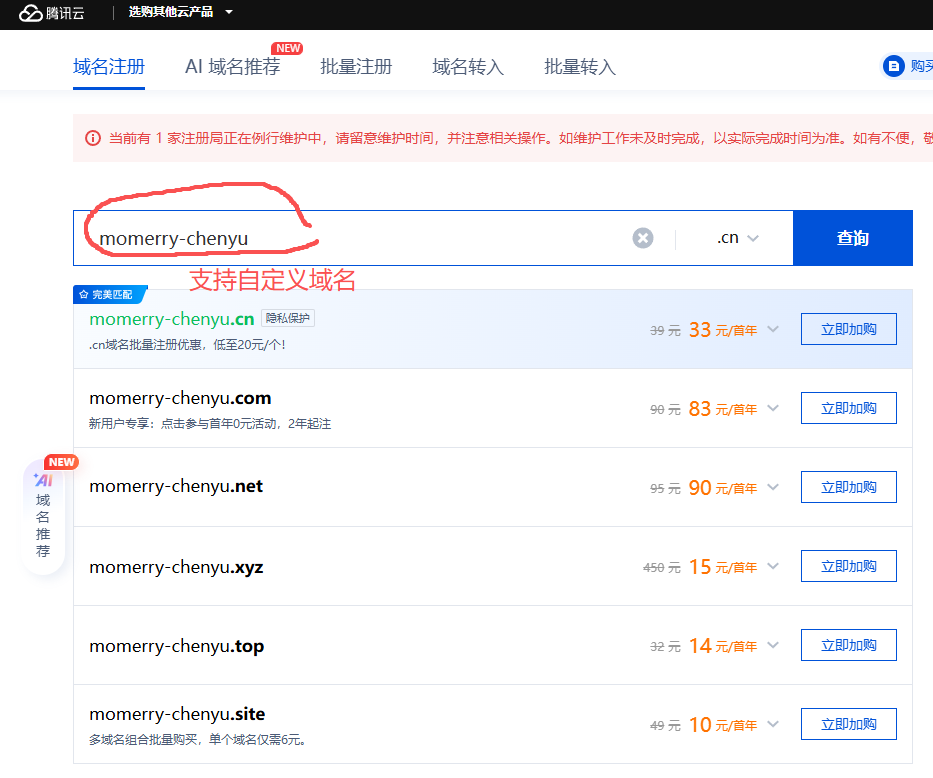 腾讯云
选购其他云产品
NEW
域名注册
AI 域名推荐
批量注册
域名转入
批量转入
购买
当前有 1 家注册局正在例行维护中，请留意维护时间，并注意相关操作。如维护工作未及时完成，以实际完成时间为准。如有不便，敬
momerry-chenyu
.cn
查询
支持自定义域名
完美匹配
momerry-chenyu.cn 隐私保护
39 元 33 元/首年
立即加购
.cn域名批量注册优惠，低至20元/个!
momerry-chenyu.com
90 元 83 元/首年
立即加购
新用户专享：点击参与首年0元活动，2年起注
NEW
AI
域
名
推
荐
momerry-chenyu.net
95 元 90 元/首年
立即加购
momerry-chenyu.xyz
450 元 15 元/首年
立即加购
momerry-chenyu.top
32 元 14 元/首年
立即加购
momerry-chenyu.site
49 元 10 元/首年
立即加购
多域名组合批量购买，单个域名仅需6元。